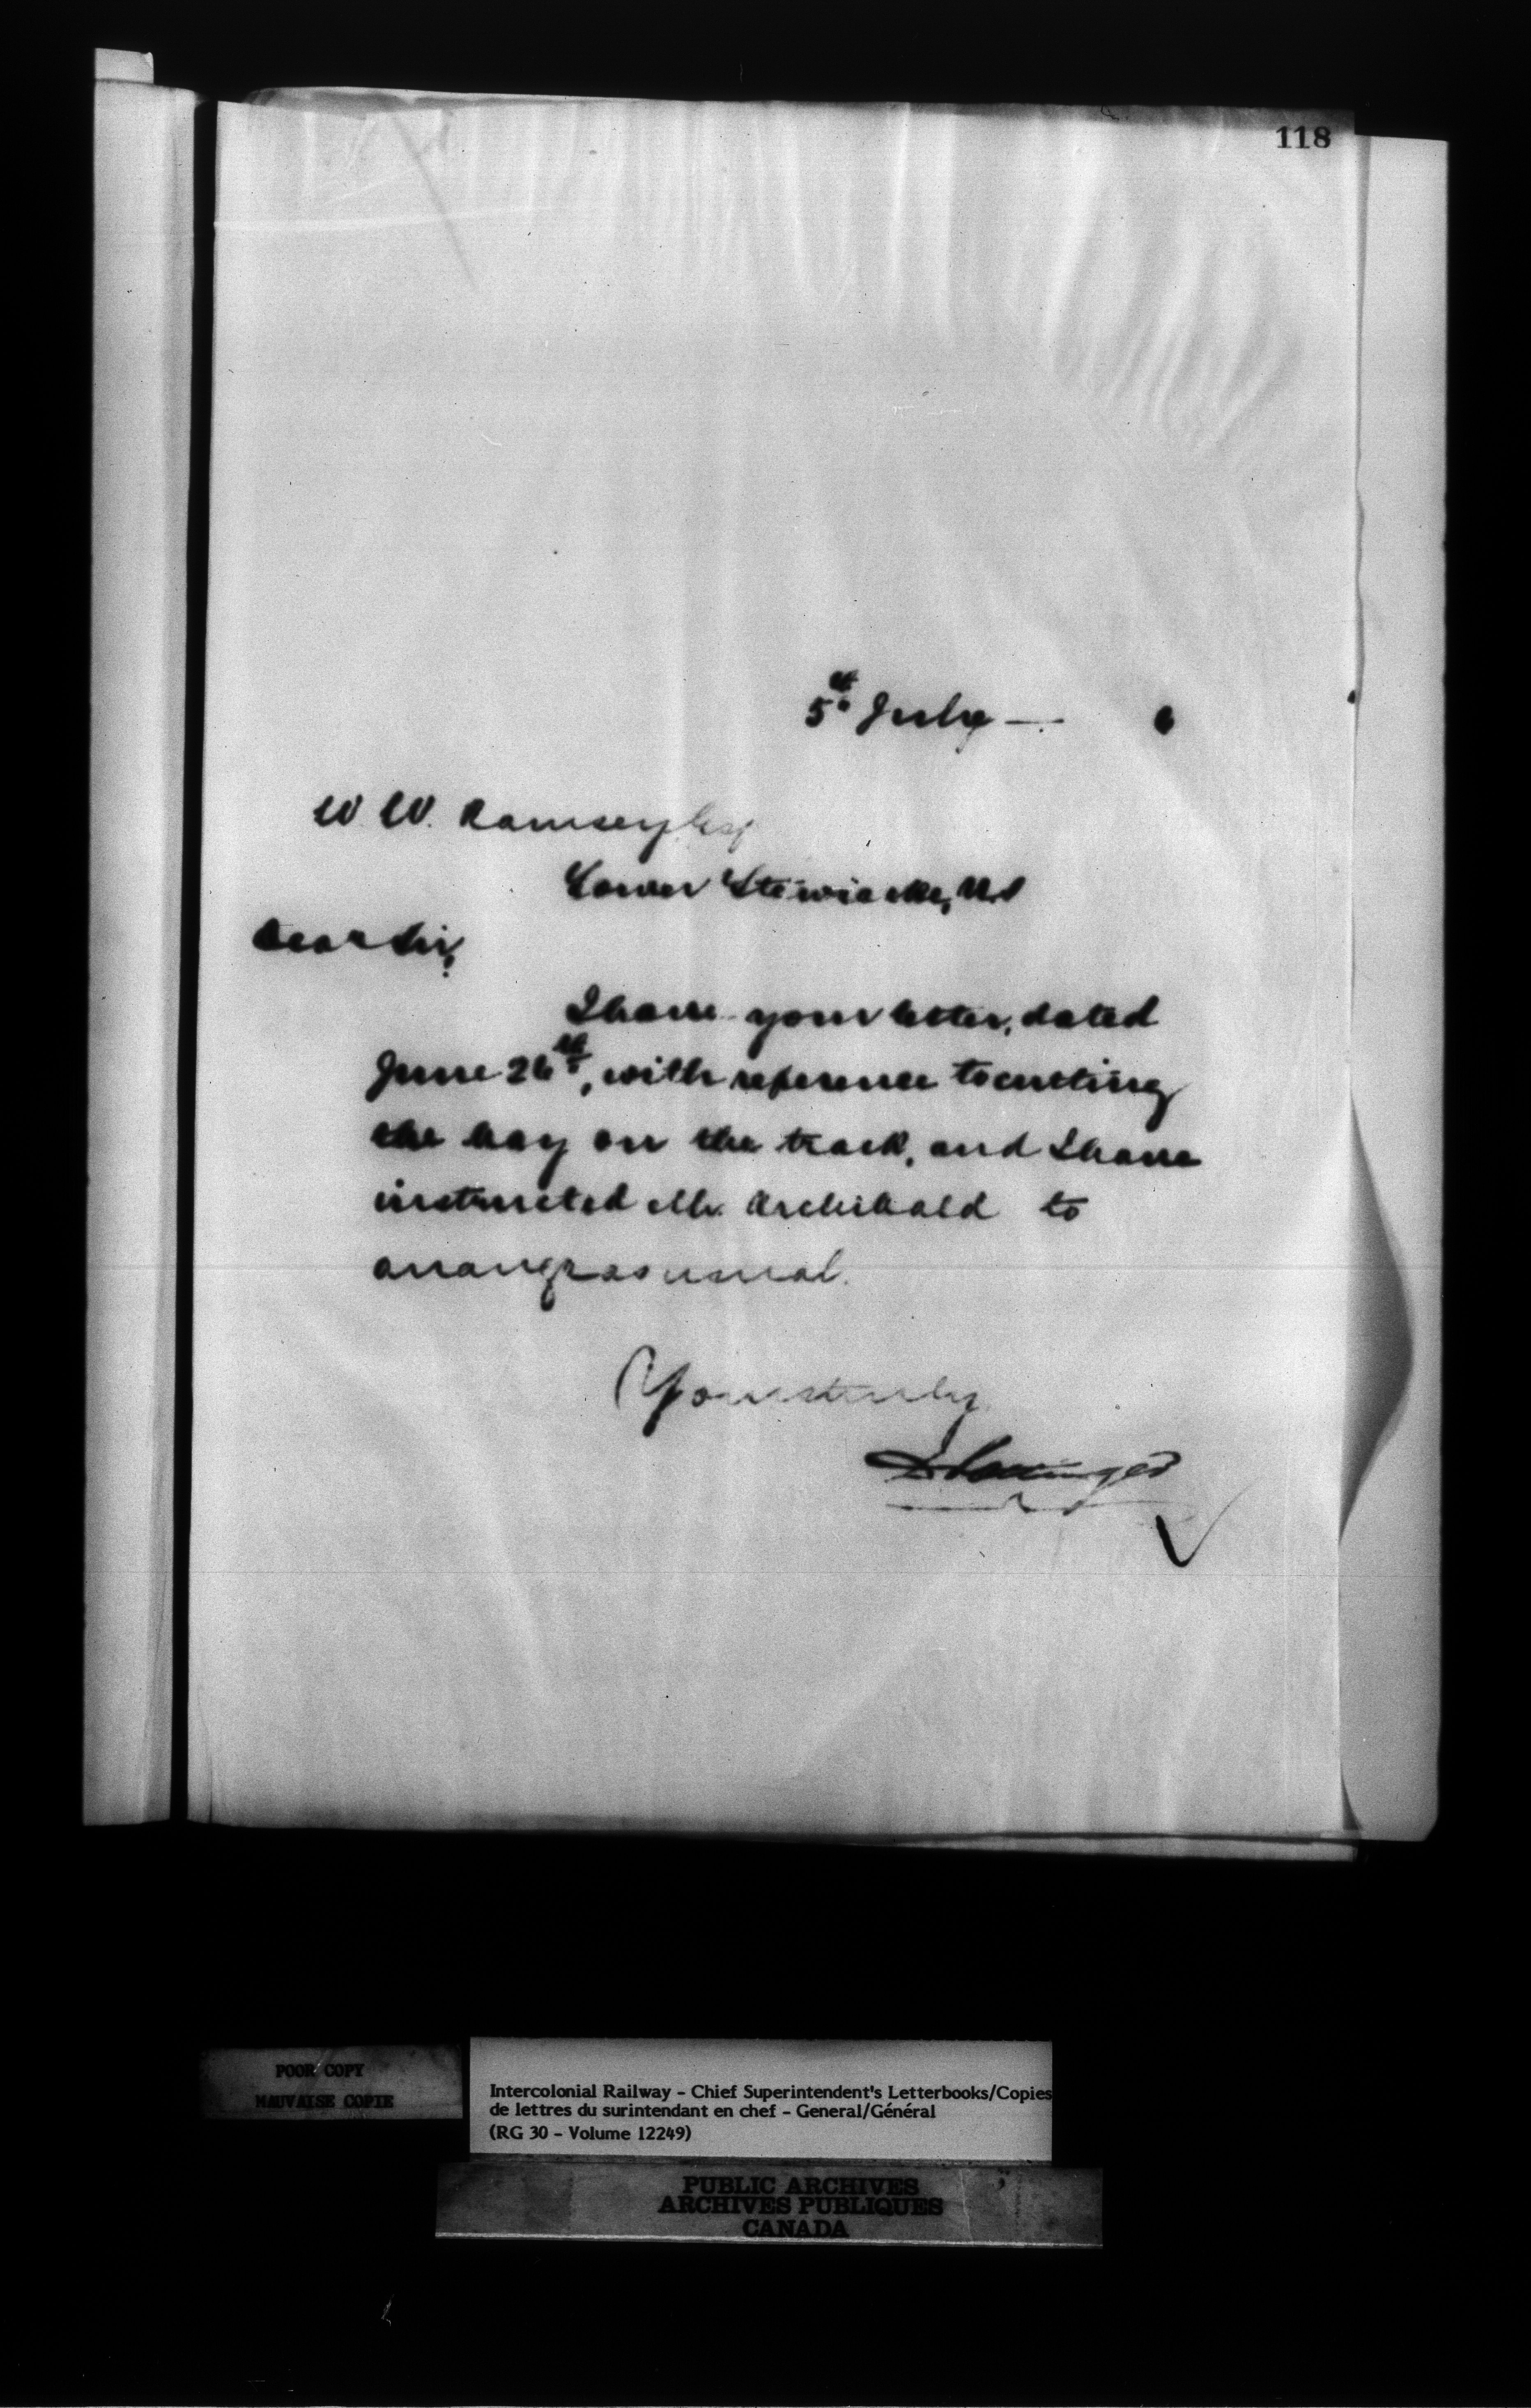 118
5th July — 6
W. W. Ramsey Esq
Lower Stewiacke, N.S
Dear Sir,
I have your letter, dated
June 26th, with reference to cutting
the hay on the track, and I have
instructed Mr. Archibald to
arrange as usual.
Yours truly
D Pottinger
POOR COPY
MAUVAISE COPIE
Intercolonial Railway - Chief Superintendent's Letterbooks/Copies
de lettres du surintendant en chef - General/Général
(RG 30 - Volume 12249)
PUBLIC ARCHIVES
ARCHIVES PUBLIQUES
CANADA